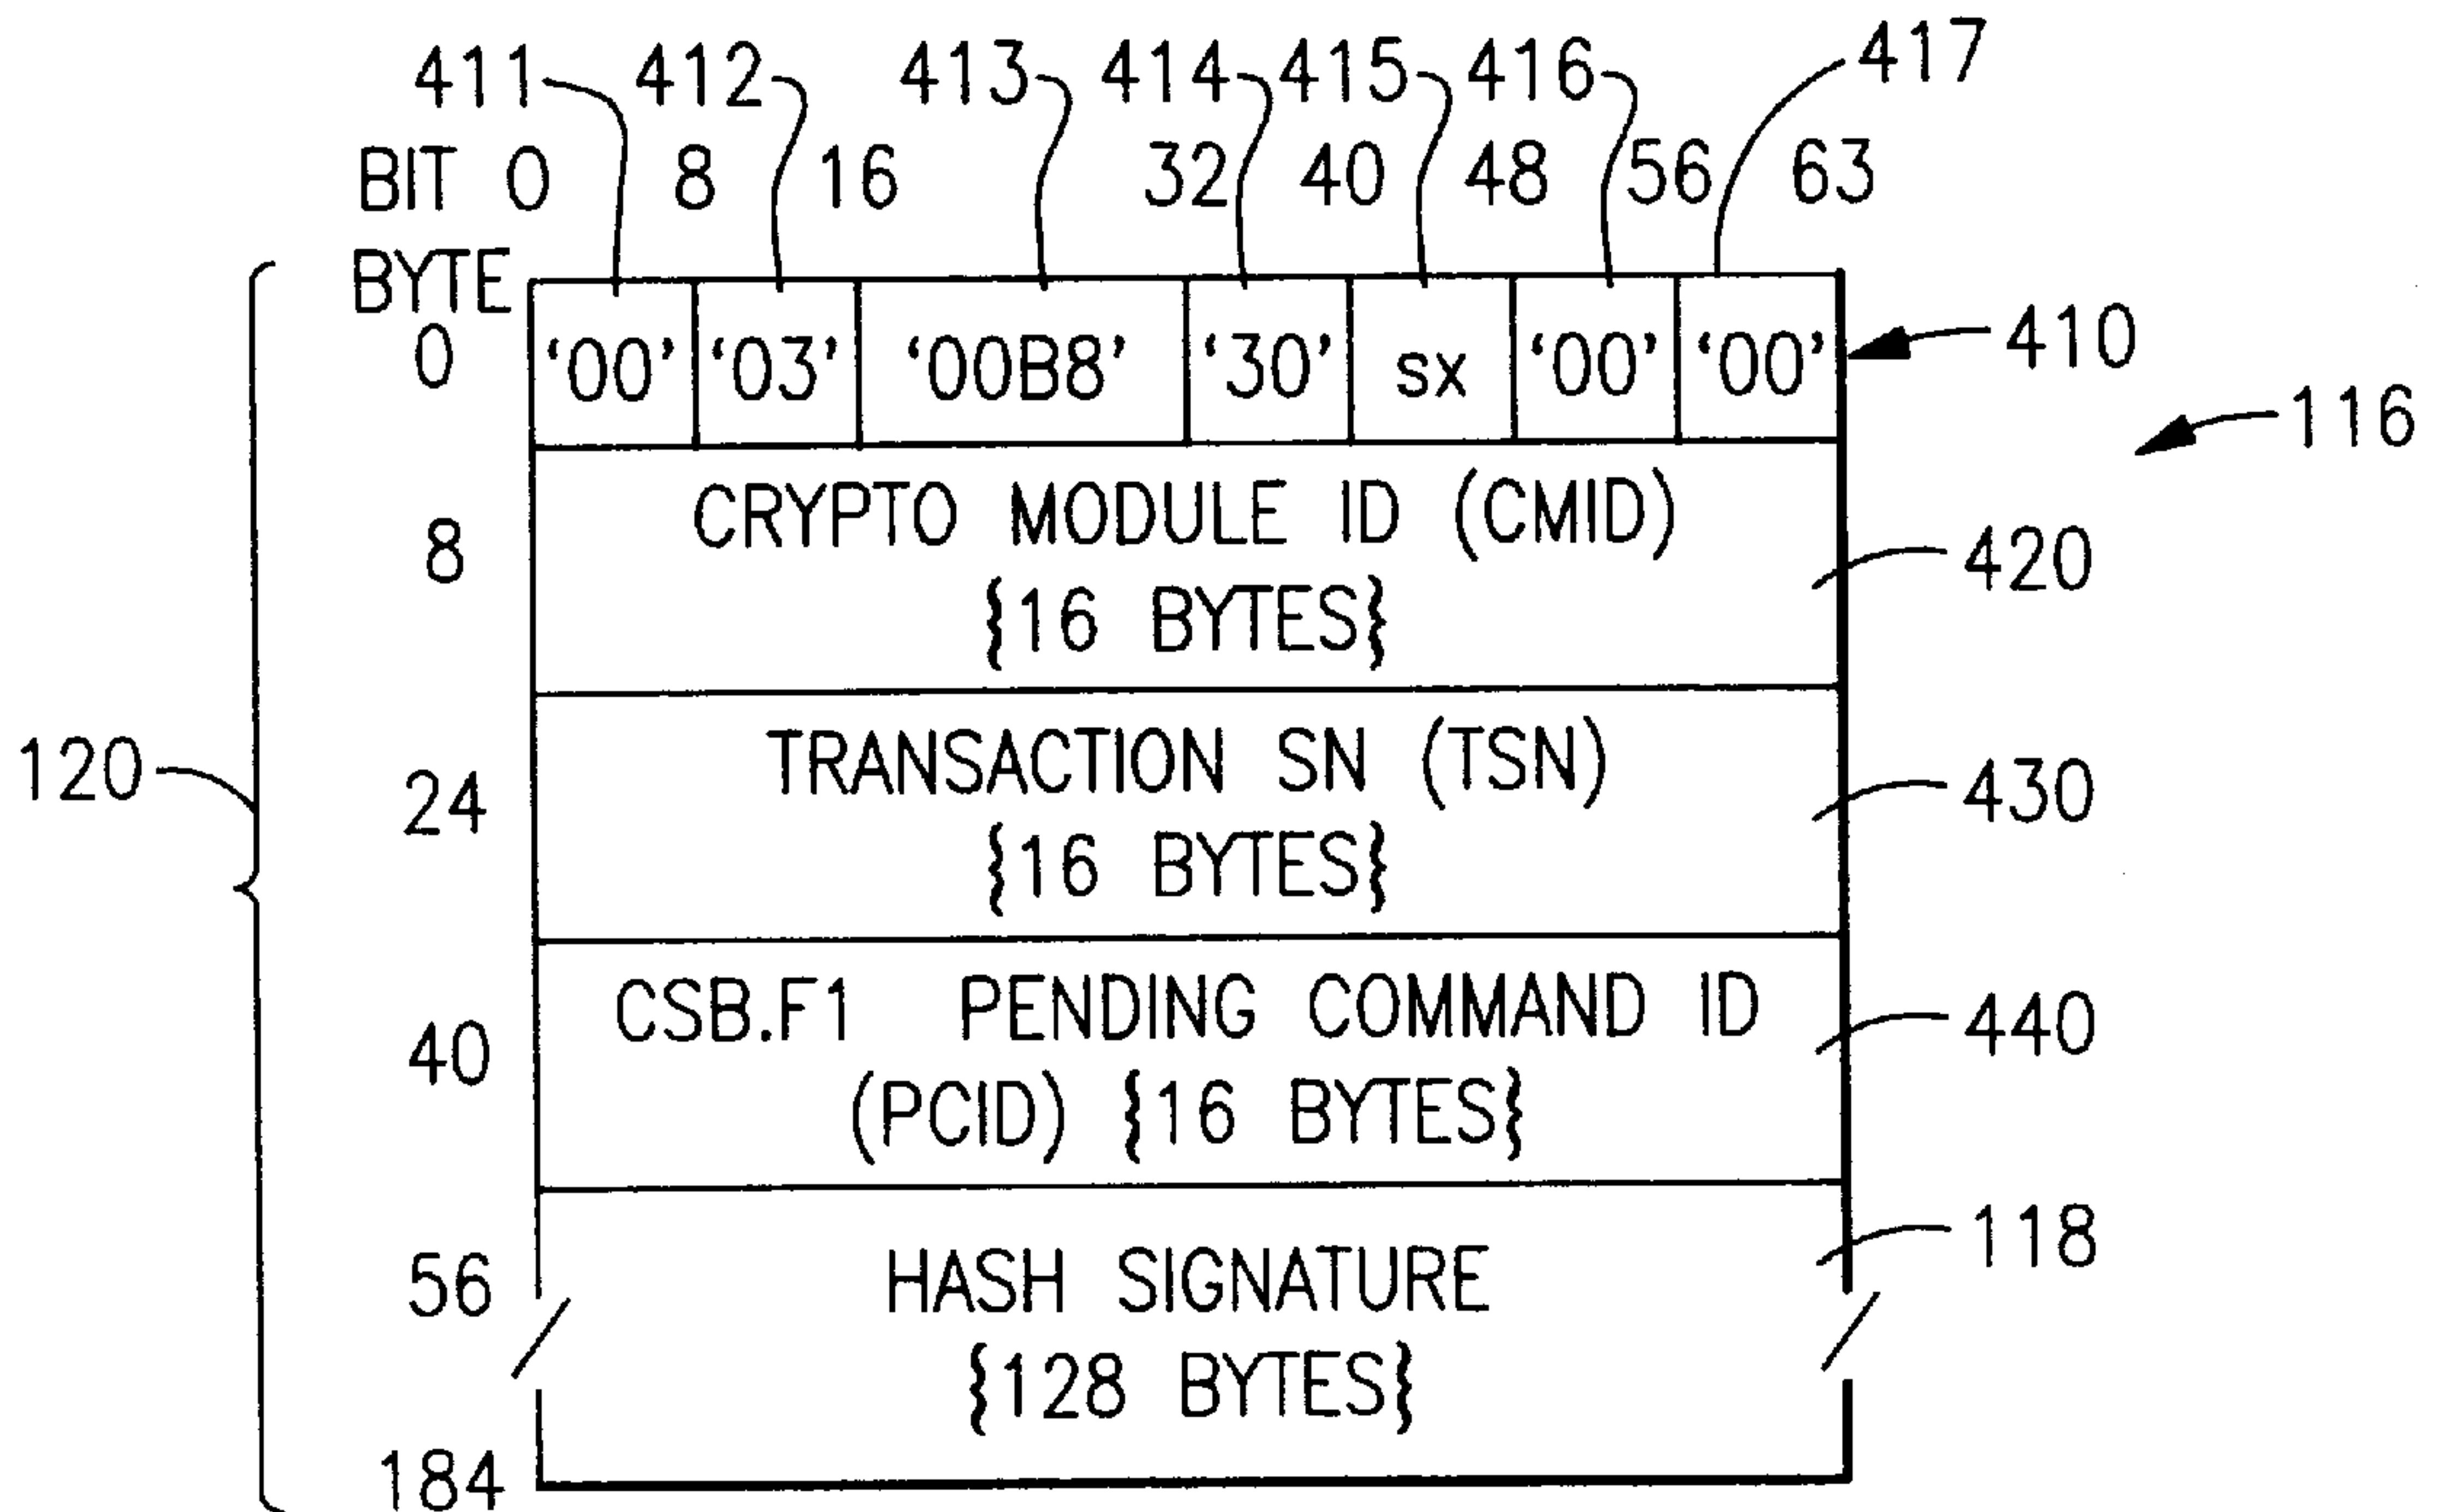 411 412 413 414 415 416 417
BIT 0 8 16 32 40 48 56 63
BYTE
0 ‘00’ ‘03’ ‘00B8’ ‘30’ sx ‘00’ ‘00’ 410
116
CRYPTO MODULE ID (CMID)
8 420
{16 BYTES}
TRANSACTION SN (TSN)
120 24 430
{16 BYTES}
CSB.F1 PENDING COMMAND ID
40 440
(PCID) {16 BYTES}
118
56 HASH SIGNATURE
{128 BYTES}
184